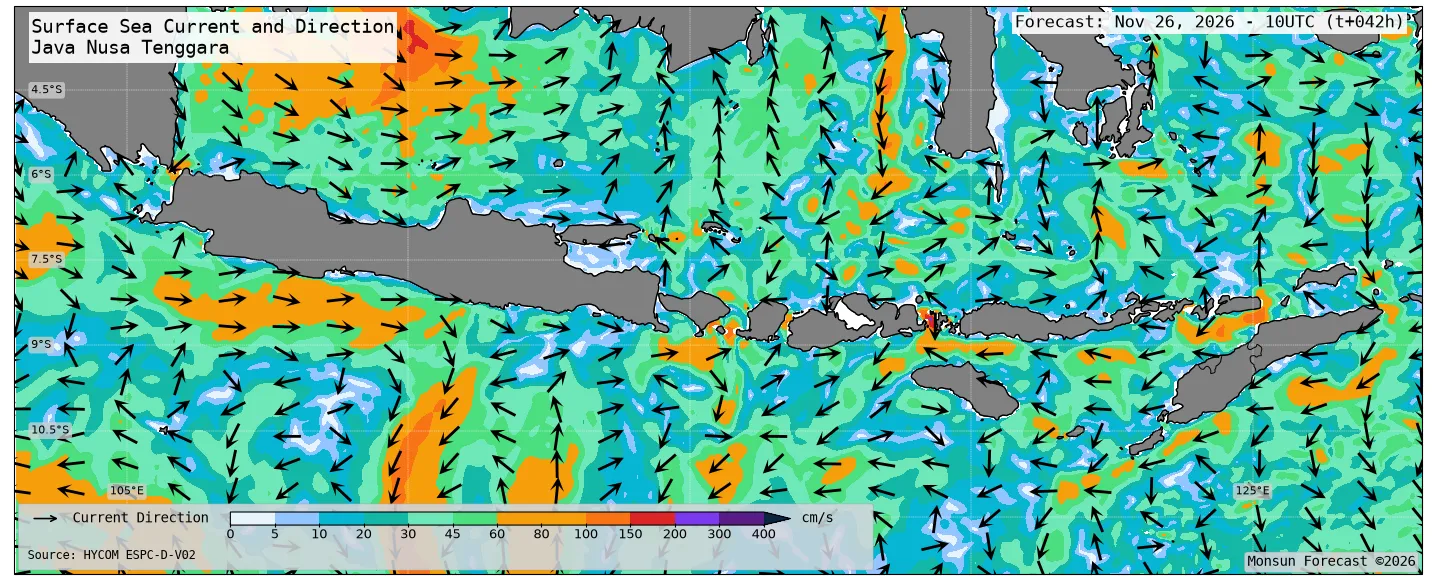 Surface Sea Current and Direction
Java Nusa Tenggara
Forecast: Nov 26, 2026 - 10UTC (t+042h)
4.5°S
6°S
7.5°S
9°S
10.5°S
105°E
125°E
Current Direction
0 5 10 20 30 45 60 80 100 150 200 300 400 cm/s
Source: HYCOM ESPC-D-V02
Monsun Forecast ©2026